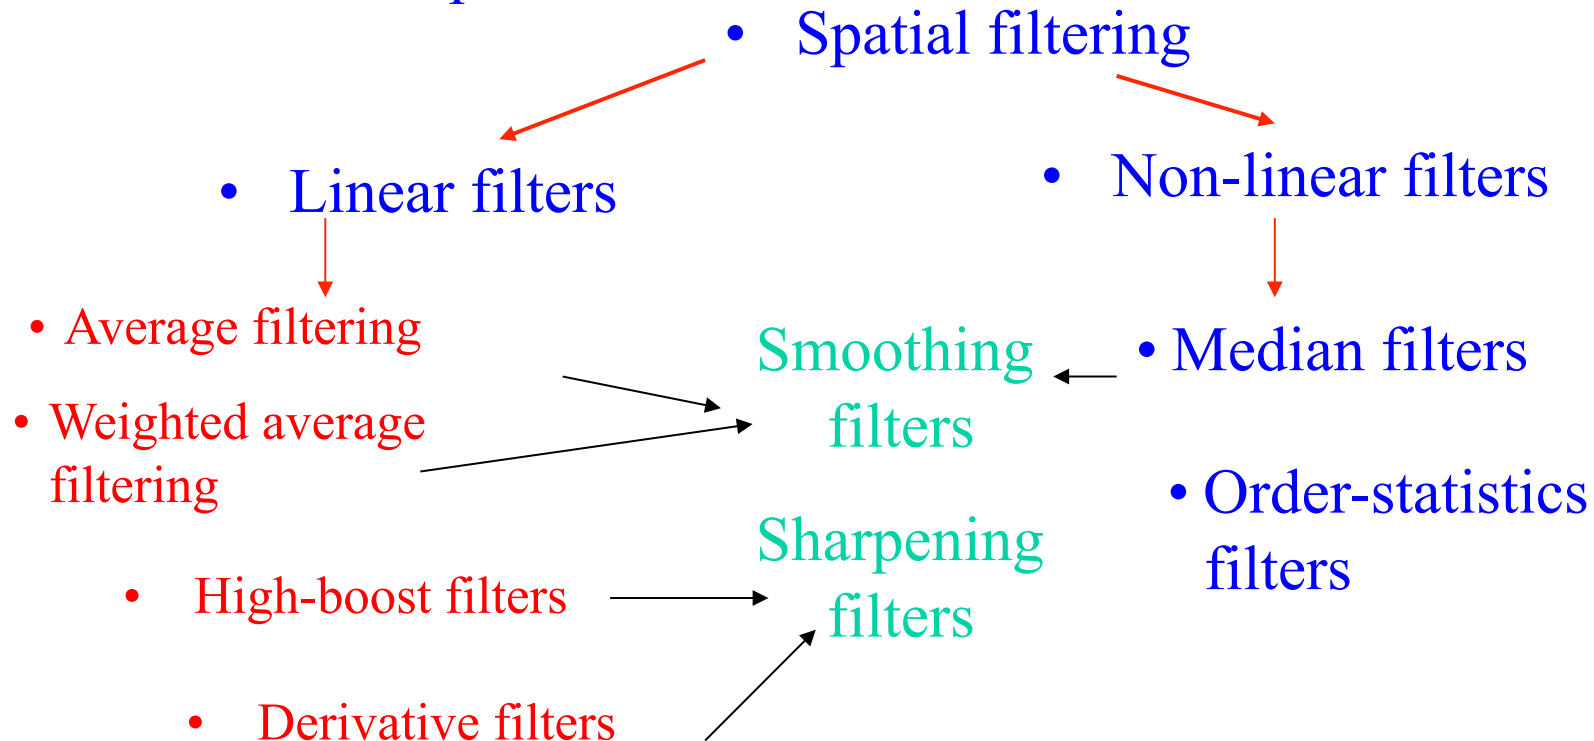 • Spatial filtering
• Linear filters
• Non-linear filters
• Average filtering
• Weighted average
filtering
• High-boost filters
• Derivative filters
Smoothing
filters
Sharpening
filters
• Median filters
• Order-statistics
filters